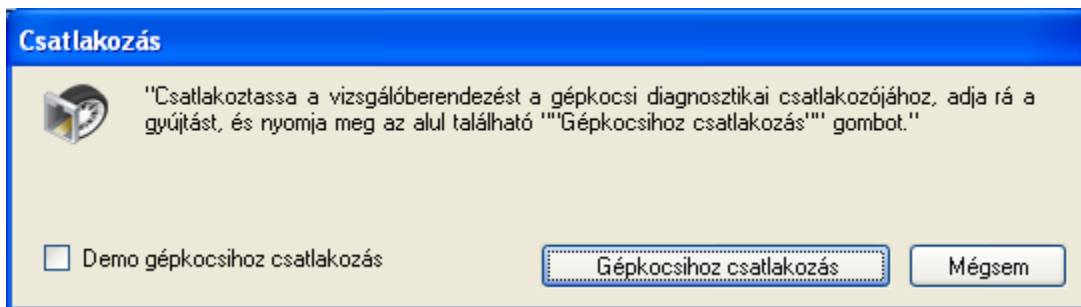 Csatlakozás
"Csatlakoztassa a vizsgálóberendezést a gépkocsi diagnosztikai csatlakozójához, adja rá a
gyújtást, és nyomja meg az alul található ""Gépkocsihoz csatlakozás"" gombot."
Demo gépkocsihoz csatlakozás
Gépkocsihoz csatlakozás
Mégsem